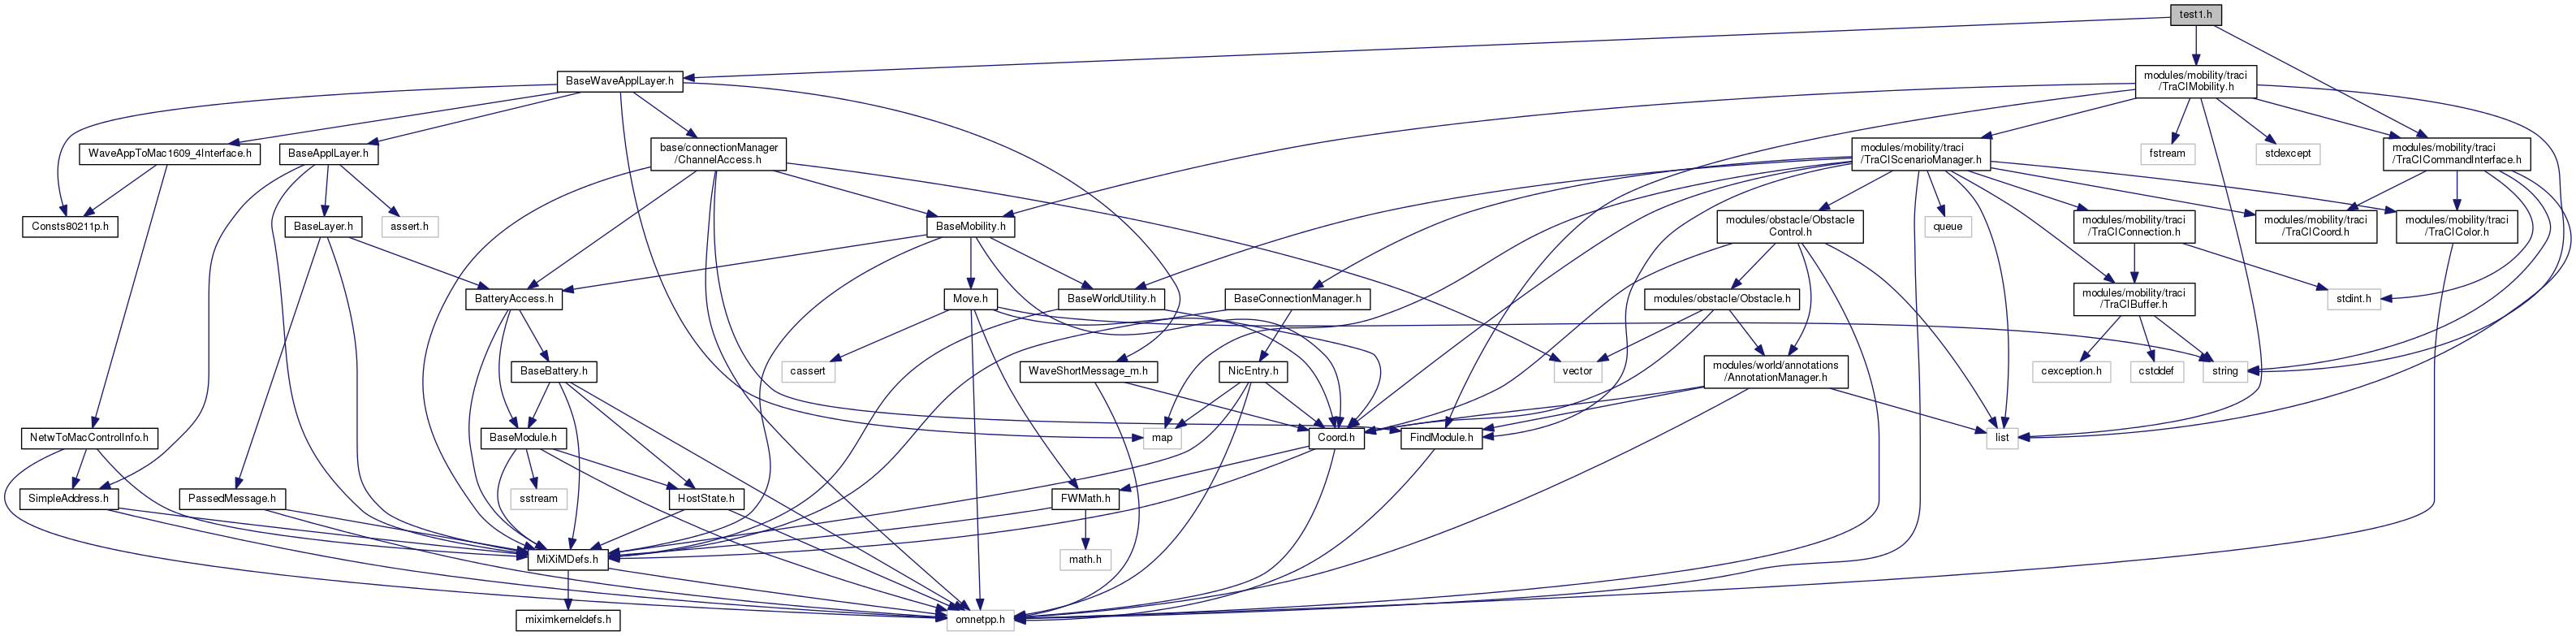 test1.h
BaseWaveApplLayer.h
modules/mobility/traci
/TraCIMobility.h
WaveAppToMac1609_4Interface.h
BaseApplLayer.h
base/connectionManager
/ChannelAccess.h
modules/mobility/traci
/TraCIScenarioManager.h
fstream
stdexcept
modules/mobility/traci
/TraCICommandInterface.h
Consts80211p.h
BaseLayer.h
assert.h
BaseMobility.h
modules/obstacle/Obstacle
Control.h
queue
modules/mobility/traci
/TraCIConnection.h
modules/mobility/traci
/TraCICoord.h
modules/mobility/traci
/TraCIColor.h
BatteryAccess.h
Move.h
BaseWorldUtility.h
BaseConnectionManager.h
modules/obstacle/Obstacle.h
modules/mobility/traci
/TraCIBuffer.h
stdint.h
BaseBattery.h
cassert
WaveShortMessage_m.h
NicEntry.h
vector
modules/world/annotations
/AnnotationManager.h
cexception.h
cstddef
string
NetwToMacControlInfo.h
BaseModule.h
map
Coord.h
FindModule.h
list
SimpleAddress.h
PassedMessage.h
sstream
HostState.h
FWMath.h
MiXiMDefs.h
math.h
miximkerneldefs.h
omnetpp.h